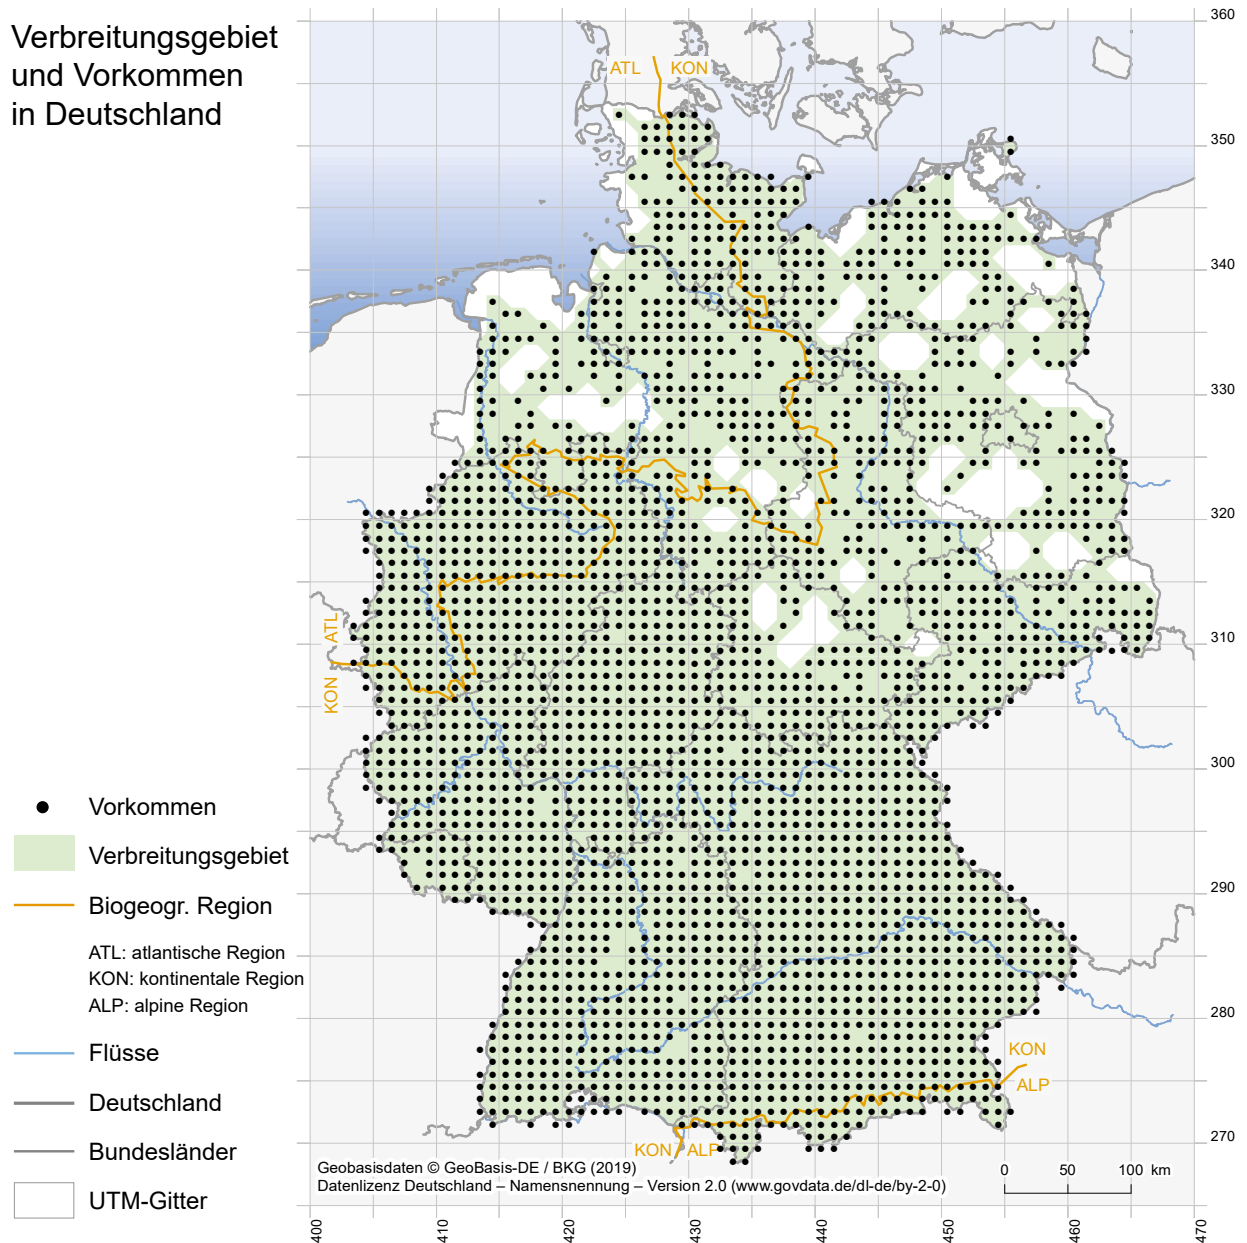 Verbreitungsgebiet
und Vorkommen
in Deutschland
ATL KON
360
350
340
330
320
310
300
290
280
270
ATL
KON
Vorkommen
Verbreitungsgebiet
Biogeogr. Region
ATL: atlantische Region
KON: kontinentale Region
ALP: alpine Region
Flüsse
Deutschland
Bundesländer
UTM-Gitter
KON
ALP
KON ALP
Geobasisdaten © GeoBasis-DE / BKG (2019)
Datenlizenz Deutschland – Namensnennung – Version 2.0 (www.govdata.de/dl-de/by-2-0)
0 50 100 km
400 410 420 430 440 450 460 470